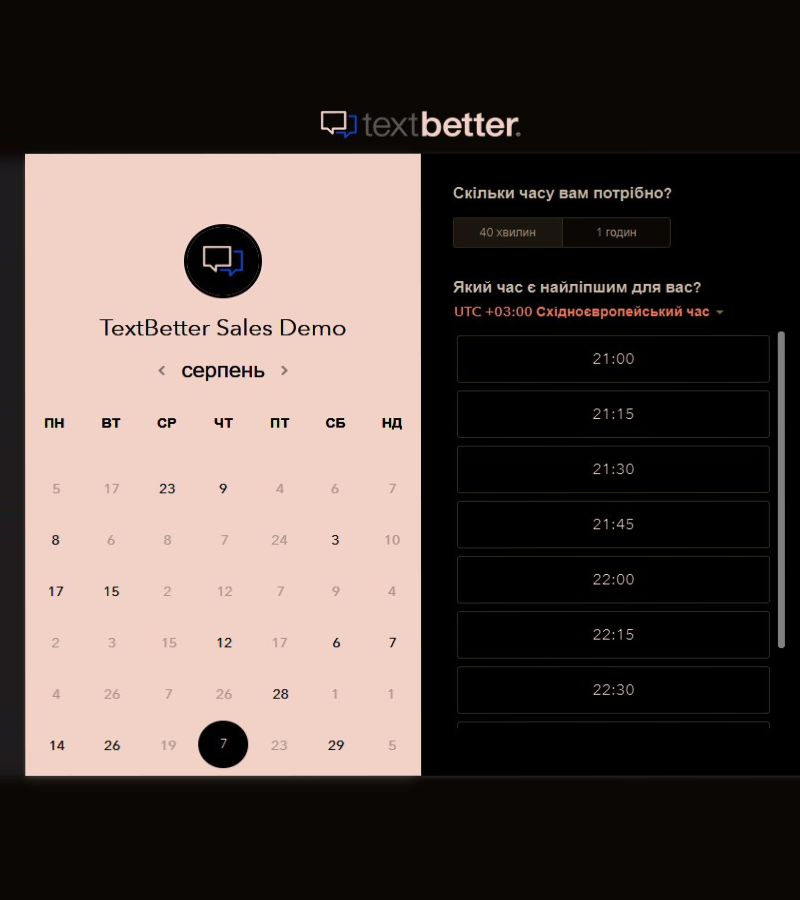 textbetter.
TextBetter Sales Demo
серпень
ПН ВТ СР ЧТ ПТ СБ НД
5 17 23 9 4 6 7
8 6 8 7 24 3 10
17 15 2 12 7 9 4
2 3 15 12 17 6 7
4 26 7 26 28 1 1
14 26 19 7 23 29 5
Скільки часу вам потрібно?
40 хвилин 1 годин
Який час є найліпшим для вас?
UTC +03:00 Східноєвропейський час
21:00
21:15
21:30
21:45
22:00
22:15
22:30